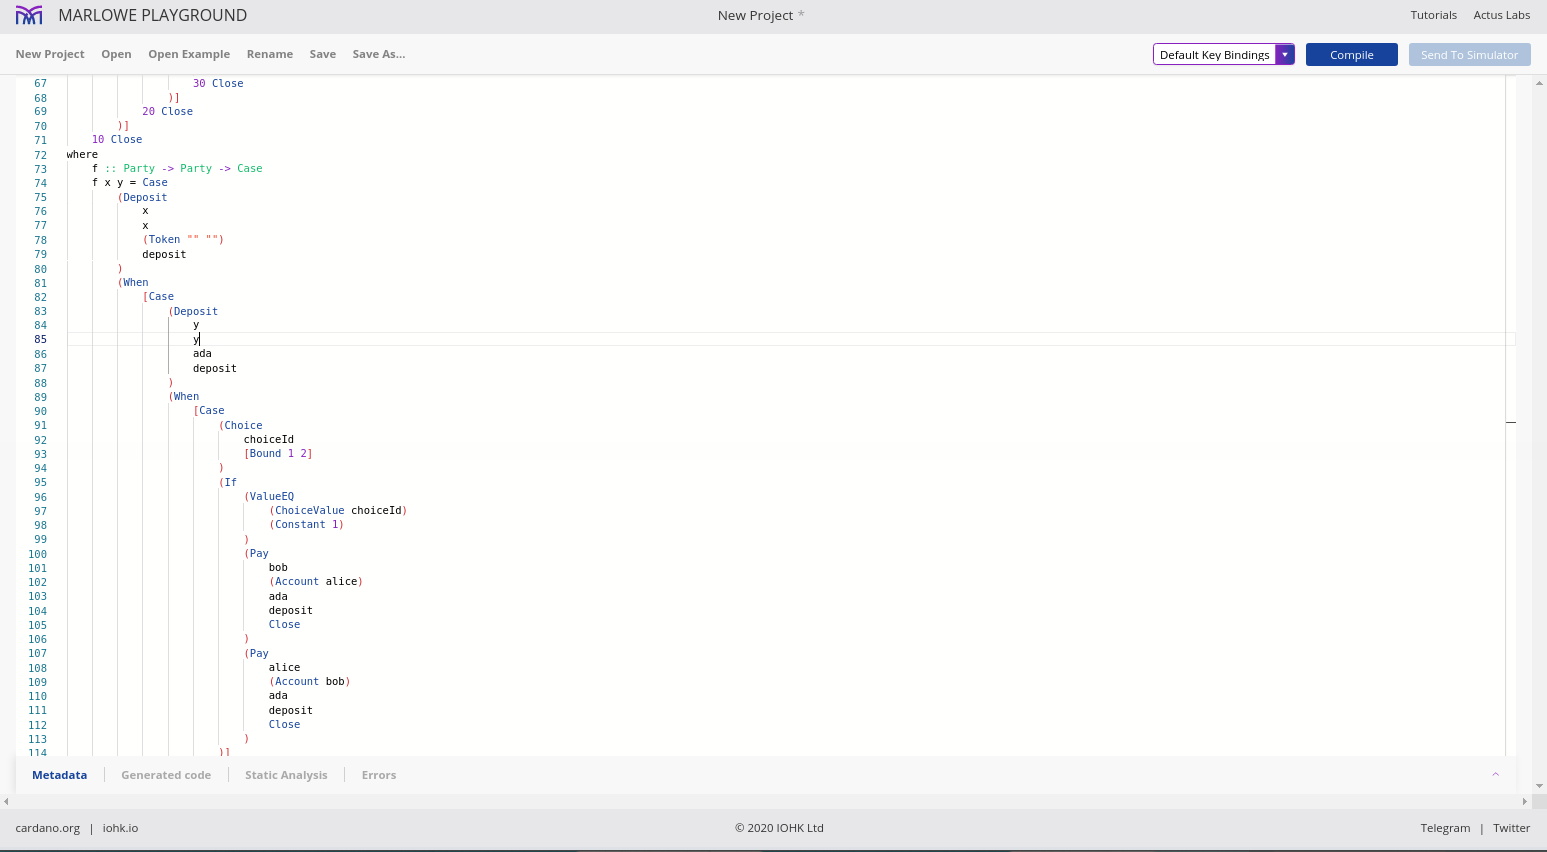 MARLOWE PLAYGROUND New Project * Tutorials Actus Labs
New Project Open Open Example Rename Save Save As... Default Key Bindings Compile Send To Simulator
67 30 Close
68 )]
69 20 Close
70 )]
71 10 Close
72 where
73 f :: Party -> Party -> Case
74 f x y = Case
75 (Deposit
76 x
77 x
78 (Token "" "")
79 deposit
80 )
81 (When
82 [Case
83 (Deposit
84 y
85 y
86 ada
87 deposit
88 )
89 (When
90 [Case
91 (Choice
92 choiceId
93 [Bound 1 2]
94 )
95 (If
96 (ValueEQ
97 (ChoiceValue choiceId)
98 (Constant 1)
99 )
100 (Pay
101 bob
102 (Account alice)
103 ada
104 deposit
105 Close
106 )
107 (Pay
108 alice
109 (Account bob)
110 ada
111 deposit
112 Close
113 )
114 )]
Metadata Generated code Static Analysis Errors
cardano.org | iohk.io © 2020 IOHK Ltd Telegram | Twitter